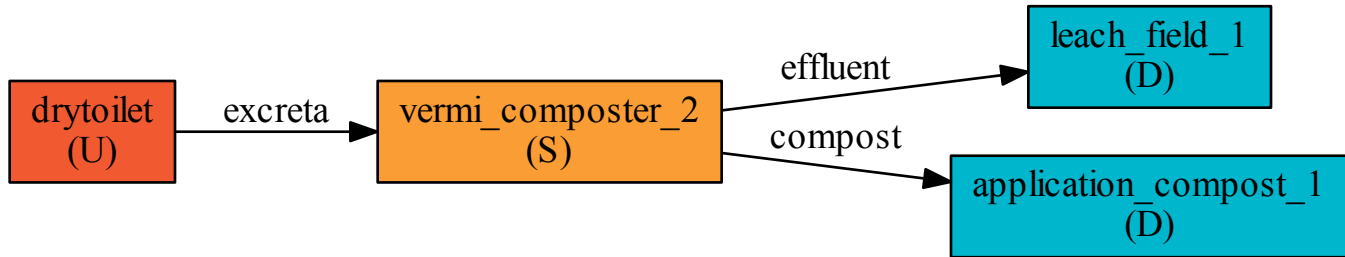 drytoilet
(U)
excreta
vermi_composter_2
(S)
effluent
compost
leach_field_1
(D)
application_compost_1
(D)